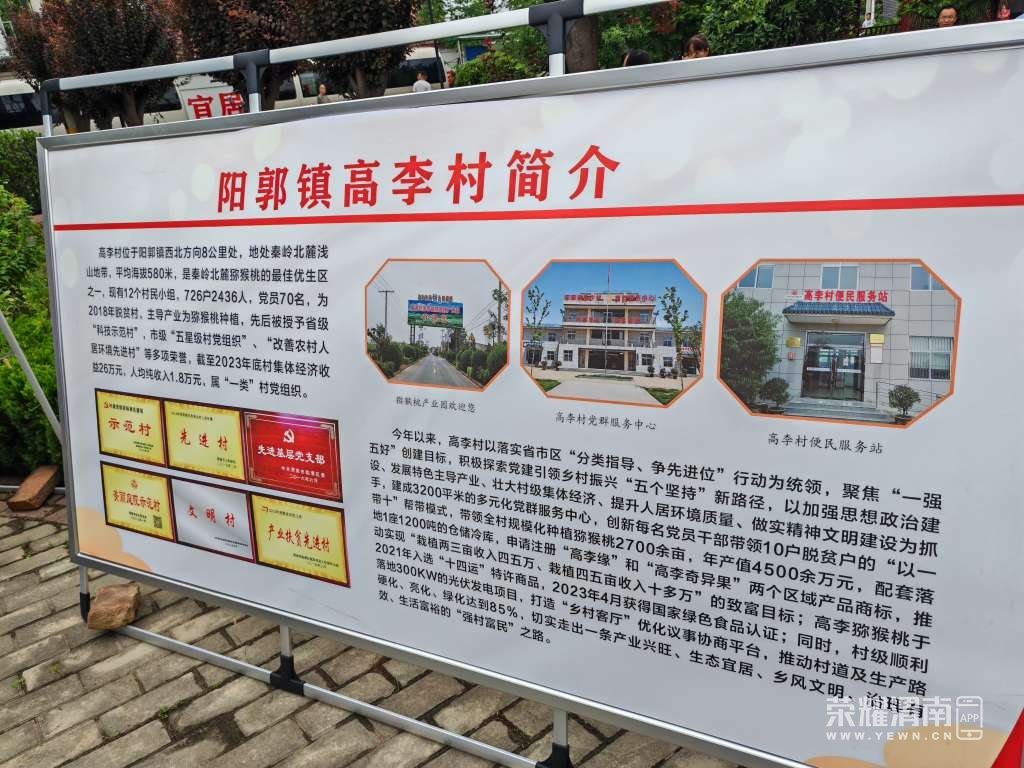 宜居
阳郭镇高李村简介
高李村位于阳郭镇西北方向8公里处，地处秦岭北麓浅
山地带，平均海拔580米，是秦岭北麓猕猴桃的最佳优生区
之一，现有12个村民小组，726户2436人，党员70名，为
2018年脱贫村，主导产业为猕猴桃种植，先后被授予省级
“科技示范村”、市级“五星级村党组织”、“改善农村人
居环境先进村”等多项荣誉，截至2023年底村集体经济收
益26万元，人均纯收入1.8万元，属“一类”村党组织。
示范村
先进村
先进基层党支部
美丽庭院示范村
文明村
产业扶贫先进村
猕猴桃产业园欢迎您
高李村党群服务中心
高李村便民服务站
高李村便民服务站
今年以来，高李村以落实省市区“分类指导、争先进位”行动为统领，聚焦“一强
五好”创建目标，积极探索党建引领乡村振兴“五个坚持”新路径，以加强思想政治建
设、发展特色主导产业、壮大村级集体经济、提升人居环境质量、做实精神文明建设为抓
手，建成3200平米的多元化党群服务中心，创新每名党员干部带领10户脱贫户的“以一
带十”帮带模式，带领全村规模化种植猕猴桃2700余亩，年产值4500余万元，配套落
地1座1200吨的仓储冷库，申请注册“高李缘”和“高李奇异果”两个区域产品商标，推
动实现“栽植两三亩收入四五万、栽植四五亩收入十多万”的致富目标；高李猕猴桃于
2021年入选“十四运”特许商品，2023年4月获得国家绿色食品认证；同时，村级顺利
落地300KW的光伏发电项目，打造“乡村客厅”优化议事协商平台，推动村道及生产路
硬化、亮化、绿化达到85%，切实走出一条产业兴旺、生态宜居、乡风文明、治理有
效、生活富裕的“强村富民”之路。
荣耀渭南 APP
WWW.YEWN.CN